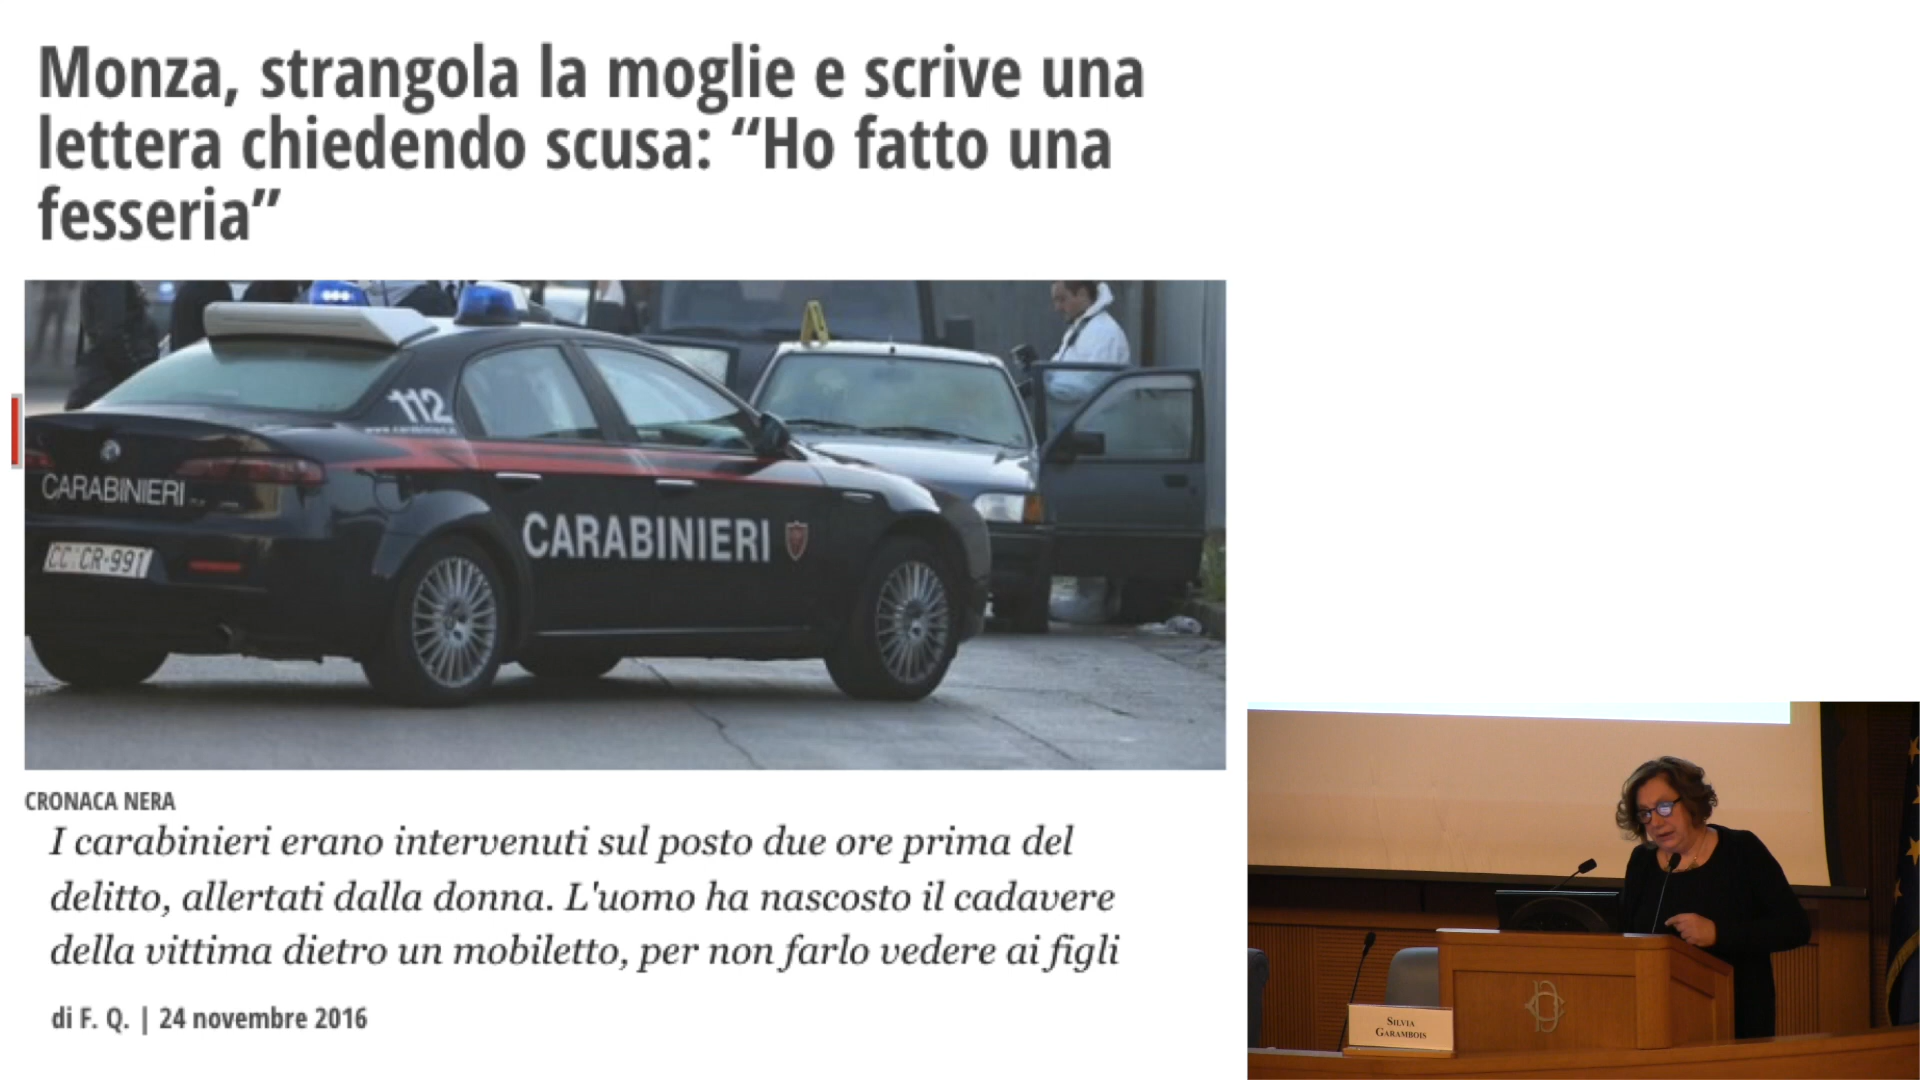 Monza, strangola la moglie e scrive una
lettera chiedendo scusa: “Ho fatto una
fesseria”
112
CARABINIERI
CARABINIERI
CC CR-991
CRONACA NERA
I carabinieri erano intervenuti sul posto due ore prima del
delitto, allertati dalla donna. L'uomo ha nascosto il cadavere
della vittima dietro un mobiletto, per non farlo vedere ai figli
di F. Q. | 24 novembre 2016
SILVIA
GARAMBOIS